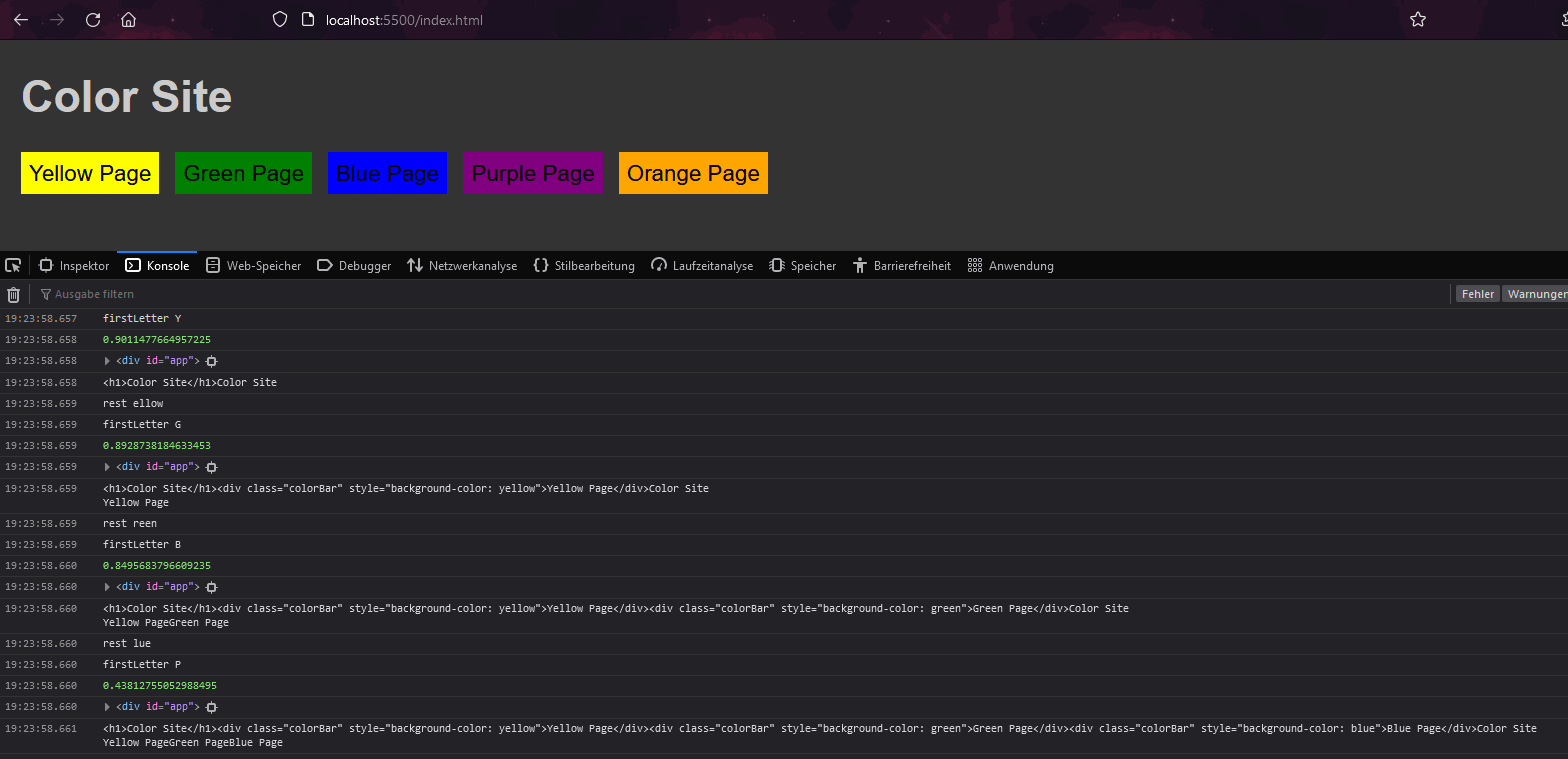 localhost:5500/index.html
Color Site
Yellow Page Green Page Blue Page Purple Page Orange Page
Inspektor Konsole Web-Speicher Debugger Netzwerkanalyse Stilbearbeitung Laufzeitanalyse Speicher Barrierefreiheit Anwendung
Ausgabe filtern Fehler Warnungen
19:23:58.657 firstLetter Y
19:23:58.658 0.9011477664957225
19:23:58.658 <div id="app">
19:23:58.658 <h1>Color Site</h1>Color Site
19:23:58.659 rest ellow
19:23:58.659 firstLetter G
19:23:58.659 0.8928738184633453
19:23:58.659 <div id="app">
19:23:58.659 <h1>Color Site</h1><div class="colorBar" style="background-color: yellow">Yellow Page</div>Color Site
Yellow Page
19:23:58.659 rest reen
19:23:58.659 firstLetter B
19:23:58.660 0.8495683796609235
19:23:58.660 <div id="app">
19:23:58.660 <h1>Color Site</h1><div class="colorBar" style="background-color: yellow">Yellow Page</div><div class="colorBar" style="background-color: green">Green Page</div>Color Site
Yellow PageGreen Page
19:23:58.660 rest lue
19:23:58.660 firstLetter P
19:23:58.660 0.43812755052988495
19:23:58.660 <div id="app">
19:23:58.661 <h1>Color Site</h1><div class="colorBar" style="background-color: yellow">Yellow Page</div><div class="colorBar" style="background-color: green">Green Page</div><div class="colorBar" style="background-color: blue">Blue Page</div>Color Site
Yellow PageGreen PageBlue Page